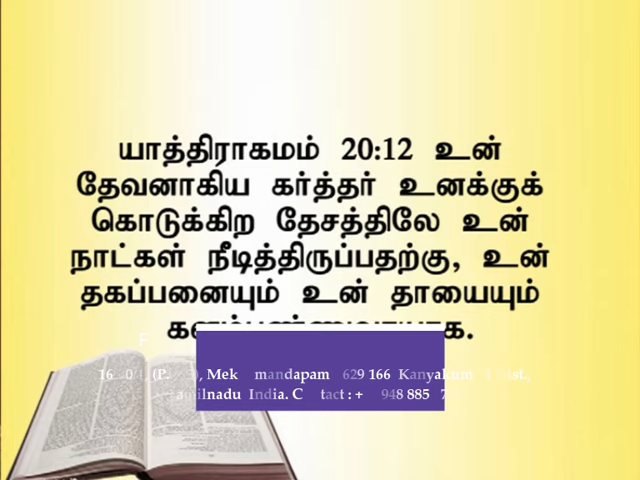 யாத்திராகமம் 20:12 உன்
தேவனாகிய கர்த்தர் உனக்குக்
கொடுக்கிற தேசத்திலே உன்
நாட்கள் நீடித்திருப்பதற்கு, உன்
தகப்பனையும் உன் தாயையும்
mandapam 629 166 Kanyakum
India.